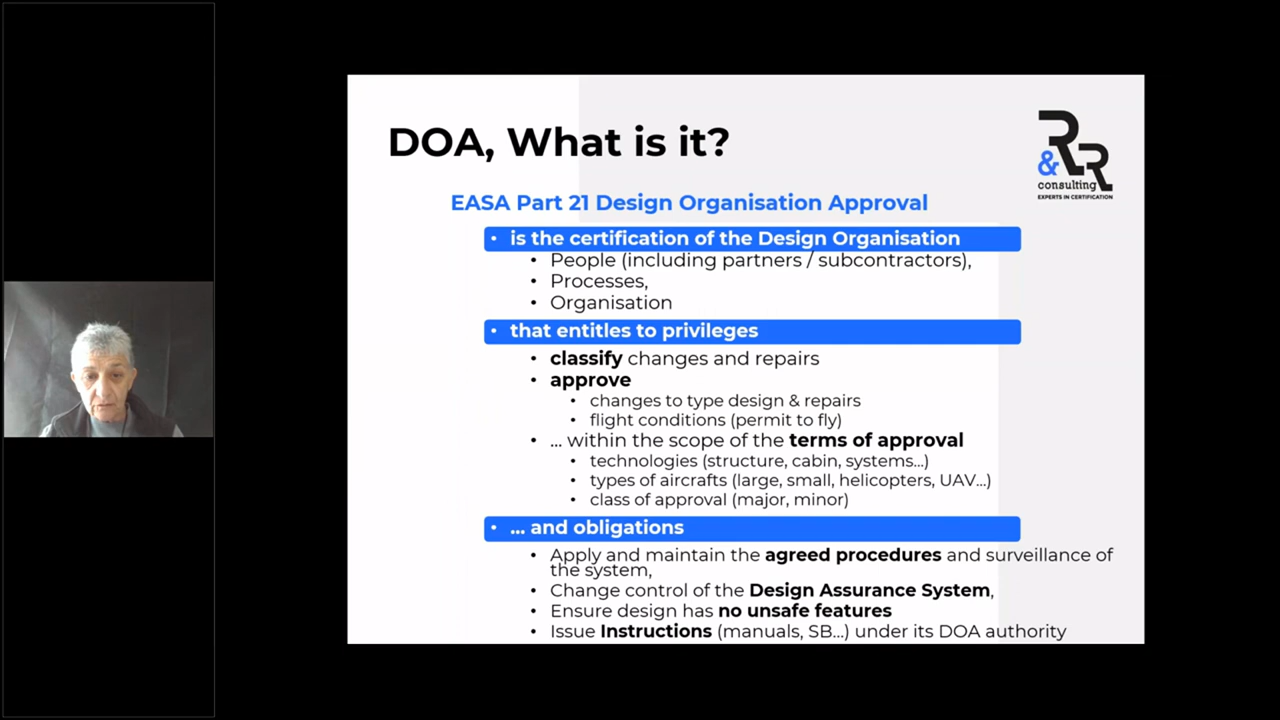 DOA, What is it?
R&R
consulting
EXPERTS IN CERTIFICATION
EASA Part 21 Design Organisation Approval
• is the certification of the Design Organisation
• People (including partners / subcontractors),
• Processes,
• Organisation
• that entitles to privileges
• classify changes and repairs
• approve
• changes to type design & repairs
• flight conditions (permit to fly)
• ... within the scope of the terms of approval
• technologies (structure, cabin, systems...)
• types of aircrafts (large, small, helicopters, UAV...)
• class of approval (major, minor)
• ... and obligations
• Apply and maintain the agreed procedures and surveillance of
the system,
• Change control of the Design Assurance System,
• Ensure design has no unsafe features
• Issue Instructions (manuals, SB...) under its DOA authority